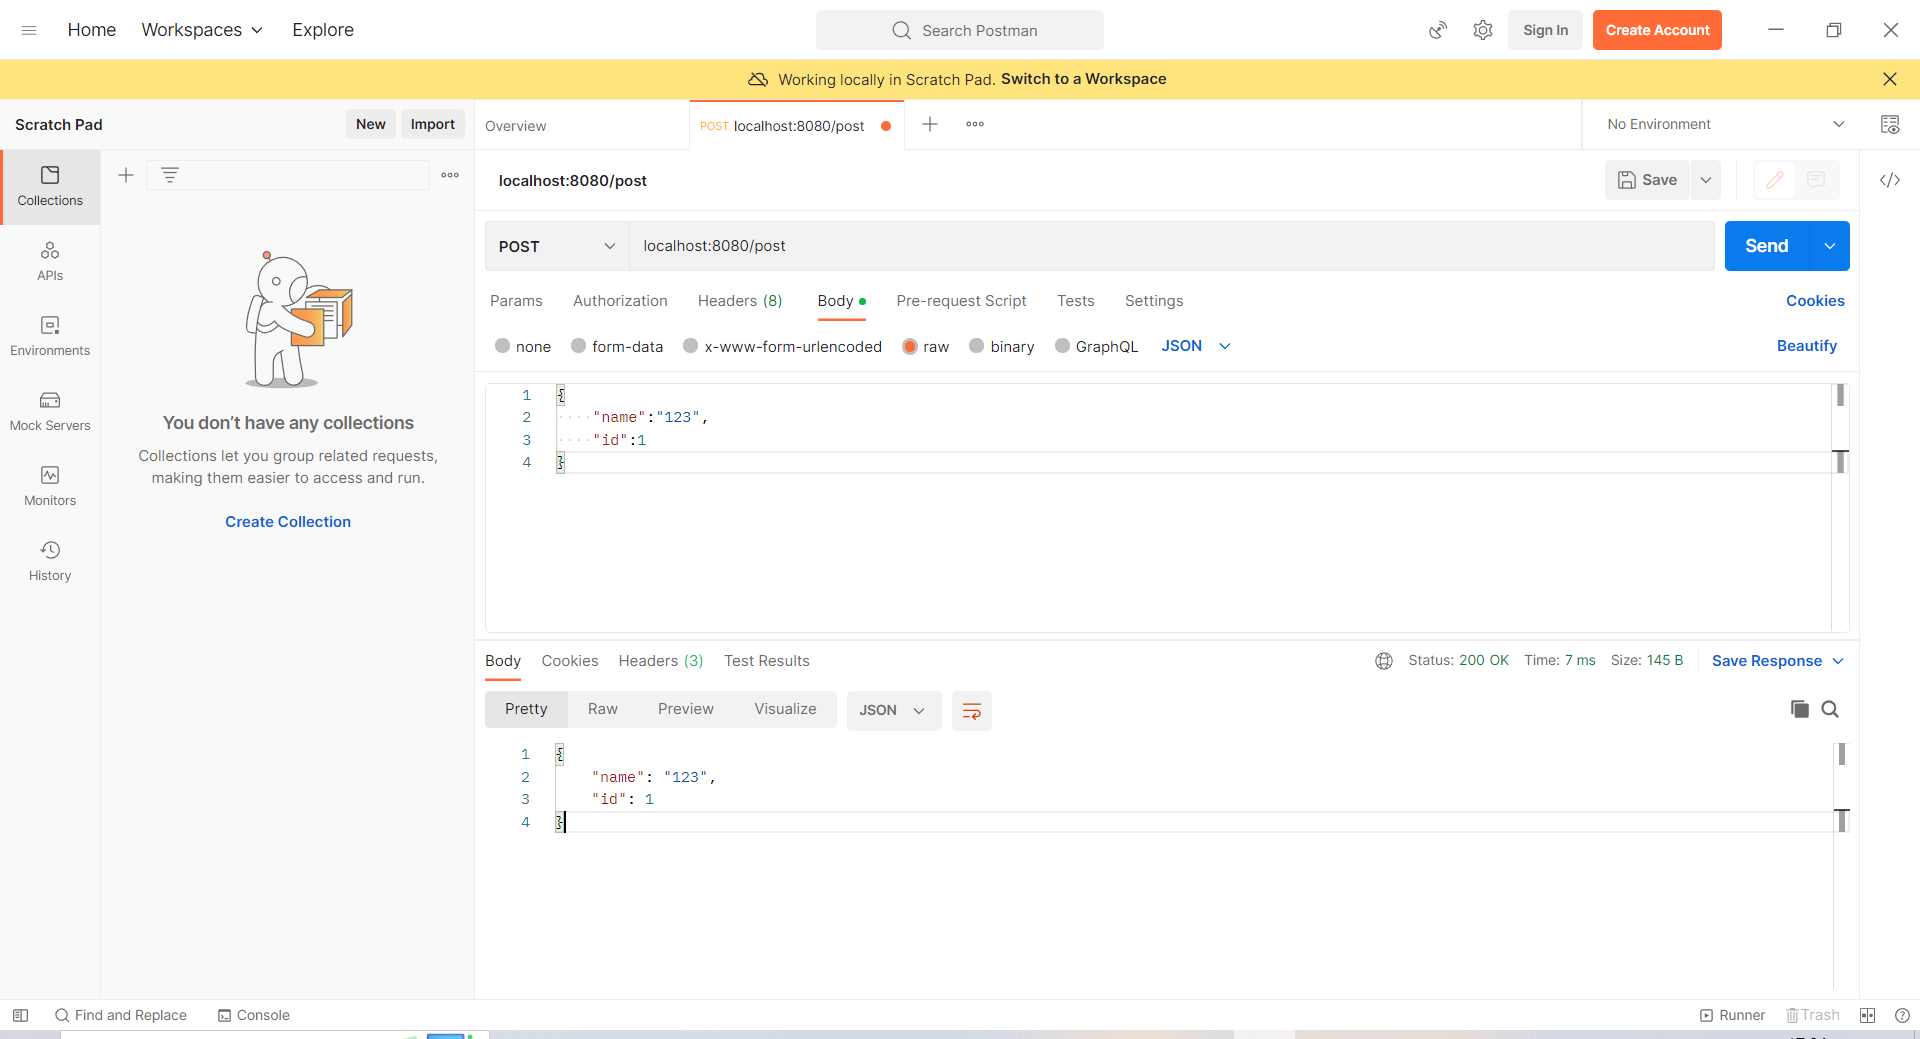 Home Workspaces Explore Search Postman Sign In Create Account
Working locally in Scratch Pad. Switch to a Workspace
Scratch Pad New Import Overview POST localhost:8080/post No Environment
Collections
APIs
Environments
Mock Servers
Monitors
History
You don’t have any collections
Collections let you group related requests,
making them easier to access and run.
Create Collection
localhost:8080/post Save
POST localhost:8080/post Send
Params Authorization Headers (8) Body Pre-request Script Tests Settings Cookies
none form-data x-www-form-urlencoded raw binary GraphQL JSON Beautify
1 {
2 "name":"123",
3 "id":1
4 }
Body Cookies Headers (3) Test Results Status: 200 OK Time: 7 ms Size: 145 B Save Response
Pretty Raw Preview Visualize JSON
1 {
2 "name": "123",
3 "id": 1
4 }
Find and Replace Console Runner Trash